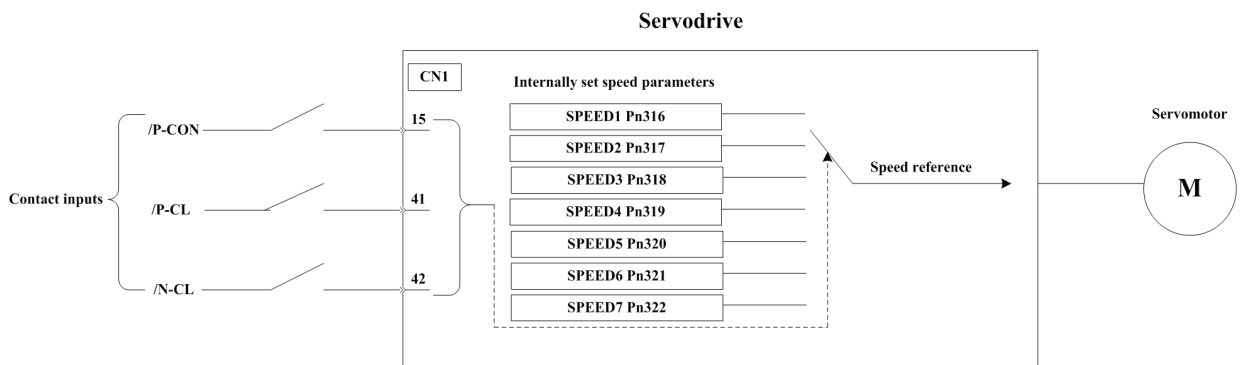 Servodrive
CN1
Internally set speed parameters
Contact inputs
/P-CON
15
/P-CL
41
/N-CL
42
SPEED1 Pn316
SPEED2 Pn317
SPEED3 Pn318
SPEED4 Pn319
SPEED5 Pn320
SPEED6 Pn321
SPEED7 Pn322
Speed reference
Servomotor
M